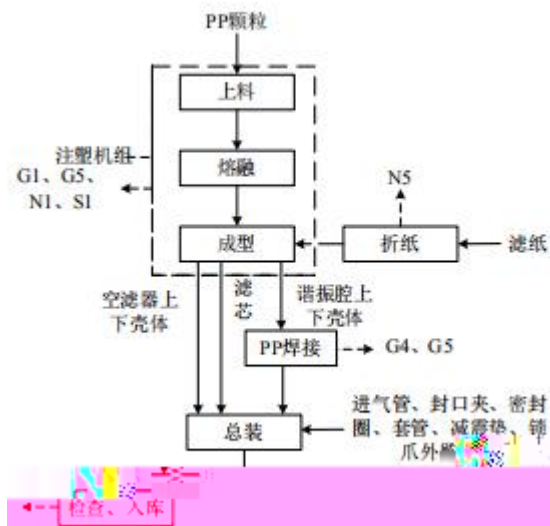 PP颗粒
上料
注塑机组
G1、G5、
N1、S1
熔融
N5
成型
折纸
滤纸
空滤器上
下壳体
滤
芯
谐振腔上
下壳体
PP焊接
G4、G5
总装
进气管、封口夹、密封
圈、套管、减震垫、铸
爪外
检查、入库